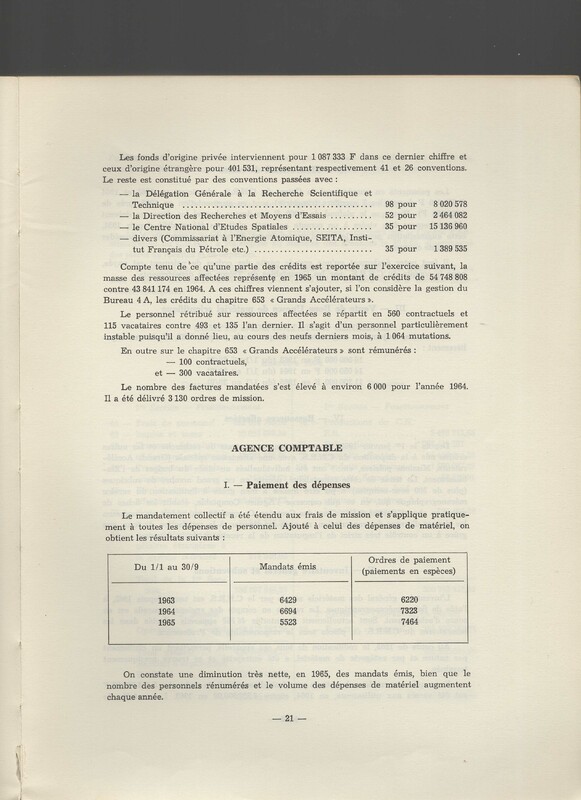 Les fonds d'origine privée interviennent pour 1 087 333 F dans ce dernier chiffre et
ceux d'origine étrangère pour 401 531, représentant respectivement 41 et 26 conventions.
Le reste est constitué par des conventions passées avec :
— la Délégation Générale à la Recherche Scientifique et
Technique ........................................ 98 pour 8 020 578
— la Direction des Recherches et Moyens d'Essais .......... 52 pour 2 464 082
— le Centre National d'Etudes Spatiales ................... 35 pour 15 136 960
— divers (Commissariat à l'Energie Atomique, SEITA, Insti-
tut Français du Pétrole etc.) ............................ 35 pour 1 389 535
Compte tenu de ce qu'une partie des crédits est reportée sur l'exercice suivant, la
masse des ressources affectées représente en 1965 un montant de crédits de 54 748 808
contre 43 841 174 en 1964. A ces chiffres viennent s'ajouter, si l'on considère la gestion du
Bureau 4 A, les crédits du chapitre 653 « Grands Accélérateurs ».
Le personnel rétribué sur ressources affectées se répartit en 560 contractuels et
115 vacataires contre 493 et 135 l'an dernier. Il s'agit d'un personnel particulièrement
instable puisqu'il a donné lieu, au cours des neuf derniers mois, à 1 064 mutations.
En outre sur le chapitre 653 « Grands Accélérateurs » sont rémunérés :
— 100 contractuels,
et — 300 vacataires.
Le nombre des factures mandatées s'est élevé à environ 6 000 pour l'année 1964.
Il a été délivré 3 130 ordres de mission.
AGENCE COMPTABLE
I. — Paiement des dépenses
Le mandatement collectif a été étendu aux frais de mission et s'applique pratique-
ment à toutes les dépenses de personnel. Ajouté à celui des dépenses de matériel, on
obtient les résultats suivants :
Du 1/1 au 30/9 Mandats émis Ordres de paiement
(paiements en espèces)
1963 6429 6220
1964 6694 7323
1965 5523 7464
On constate une diminution très nette, en 1965, des mandats émis, bien que le
nombre des personnels rénumérés et le volume des dépenses de matériel augmentent
chaque année.
— 21 —